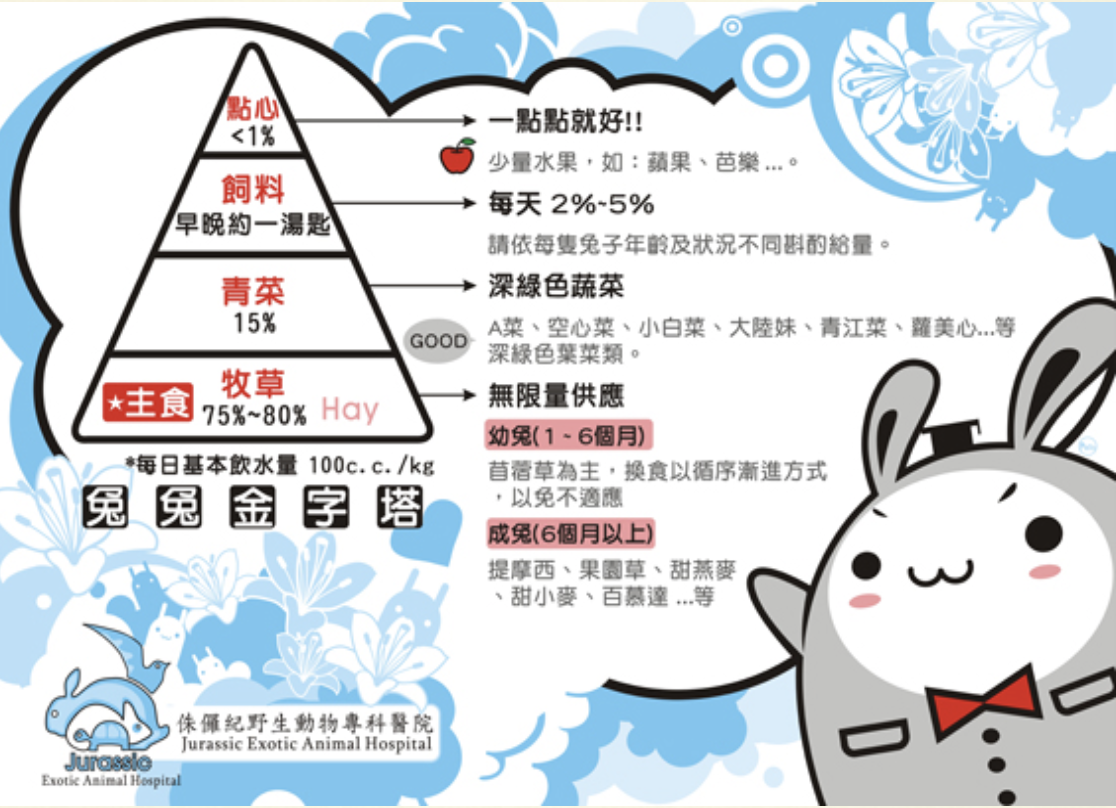 點心
<1%
飼料
早晚約一湯匙
青菜
15%
★主食
牧草
75%~80%
Hay
*每日基本飲水量 100c.c./kg
兔兔金字塔
一點點就好!!
少量水果，如：蘋果、芭樂...。
每天 2%~5%
請依每隻兔子年齡及狀況不同斟酌給量。
深綠色蔬菜
GOOD
A菜、空心菜、小白菜、大陸妹、青江菜、蘿美心...等
深綠色葉菜類。
無限量供應
幼兔(1~6個月)
苜蓿草為主，換食以循序漸進方式
，以免不適應
成兔(6個月以上)
提摩西、果園草、甜燕麥
、甜小麥、百慕達 ...等
侏儸紀野生動物專科醫院
Jurassic Exotic Animal Hospital
Jurassic
Exotic Animal Hospital